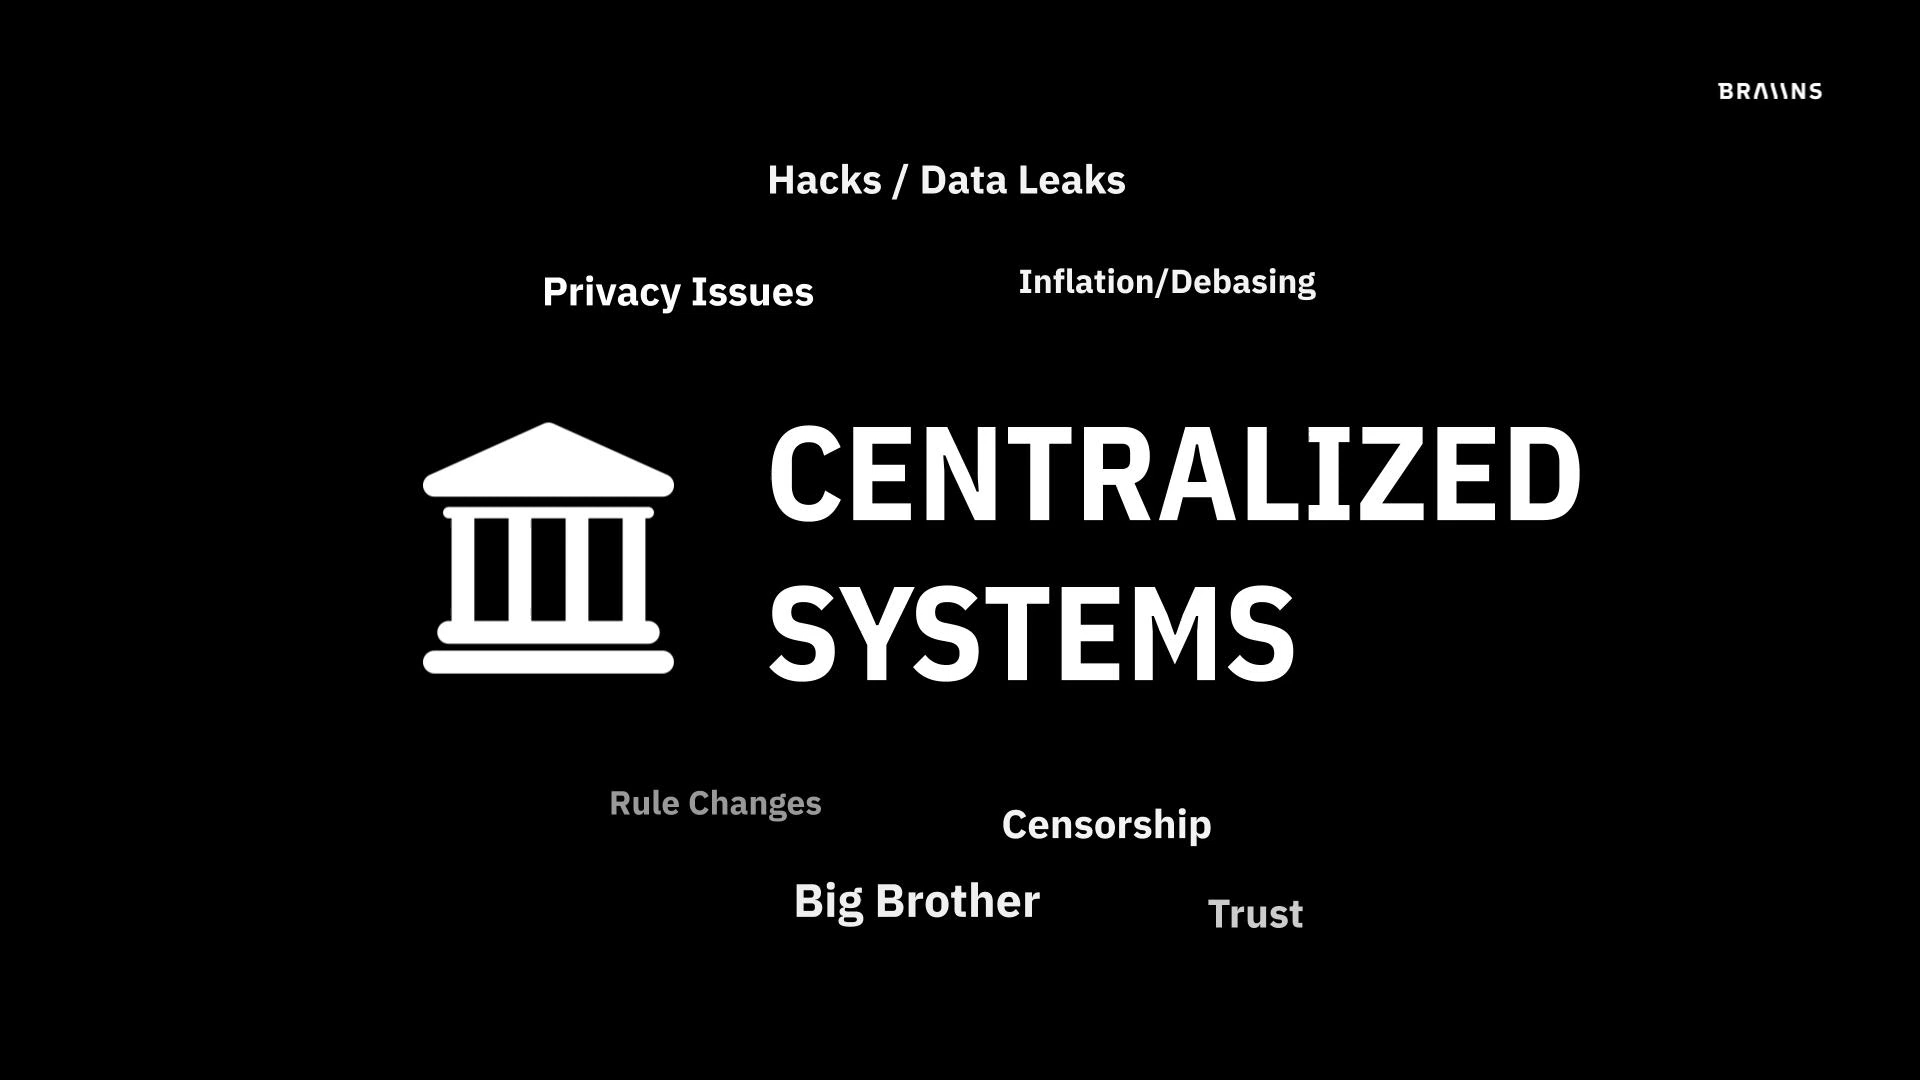 BRAIINS
Hacks / Data Leaks
Privacy Issues
Inflation/Debasing
CENTRALIZED
SYSTEMS
Rule Changes
Censorship
Big Brother
Trust